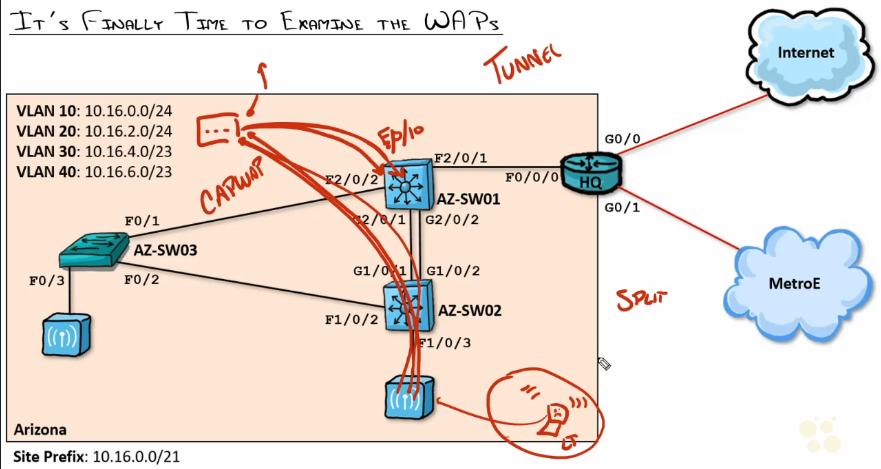 It's Finally Time to Examine the WAPs
Tunnel
Internet
VLAN 10: 10.16.0.0/24
VLAN 20: 10.16.2.0/24
VLAN 30: 10.16.4.0/23
VLAN 40: 10.16.6.0/23
CAPWAP
G0/0
F2/0/1
F0/0/0
HQ
F2/0/2
AZ-SW01
G0/1
F0/1
G2/0/1
G2/0/2
AZ-SW03
F0/3
F0/2
G1/0/1
G1/0/2
MetroE
Split
AZ-SW02
F1/0/2
F1/0/3
Arizona
Site Prefix: 10.16.0.0/21